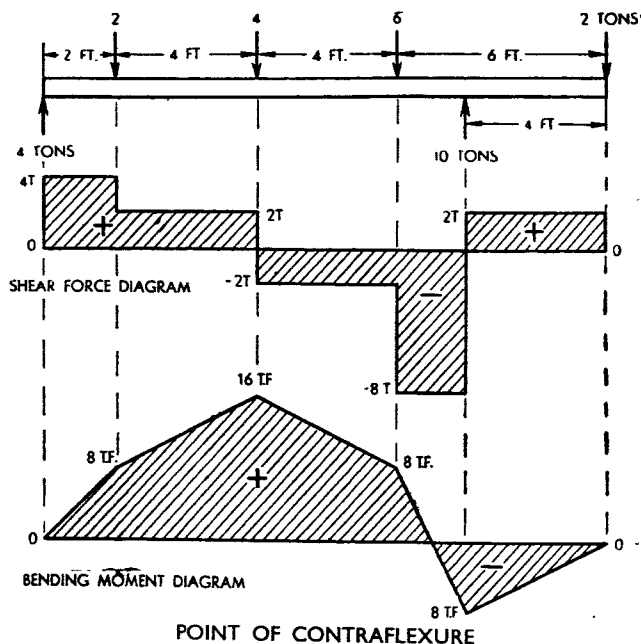 2 4 6 2 TONS
2 FT. 4 FT 4 FT. 6 FT.
4 FT
4 TONS 10 TONS
4T 2T 2T
+ +
0 0
SHEAR FORCE DIAGRAM
-2T
−
-8 T
16 T.F
8 T.F. 8 T.F.
+
0 0
−
BENDING MOMENT DIAGRAM
8 T.F
POINT OF CONTRAFLEXURE